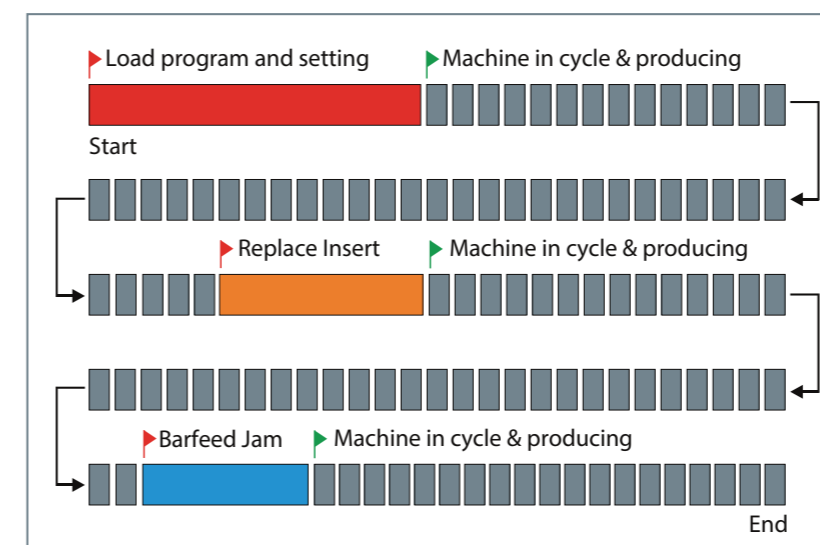 Load program and setting
Machine in cycle & producing
Start
Replace Insert
Machine in cycle & producing
Barfeed Jam
Machine in cycle & producing
End